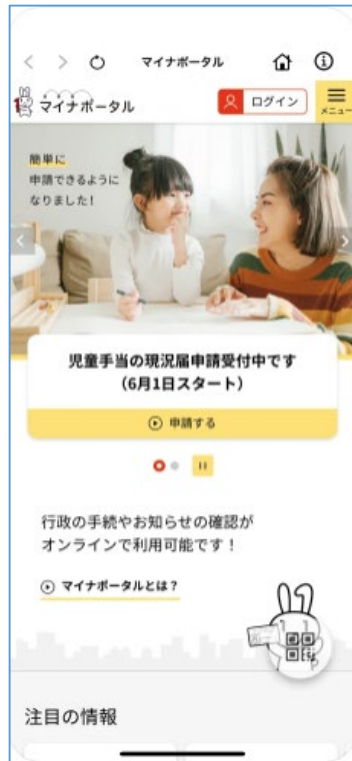 マイナポータル
マイナポータル
ログイン
メニュー
簡単に
申請できるように
なりました!
児童手当の現況届申請受付中です
(6月1日スタート)
申請する
行政の手続やお知らせの確認が
オンラインで利用可能です!
マイナポータルとは?
注目の情報